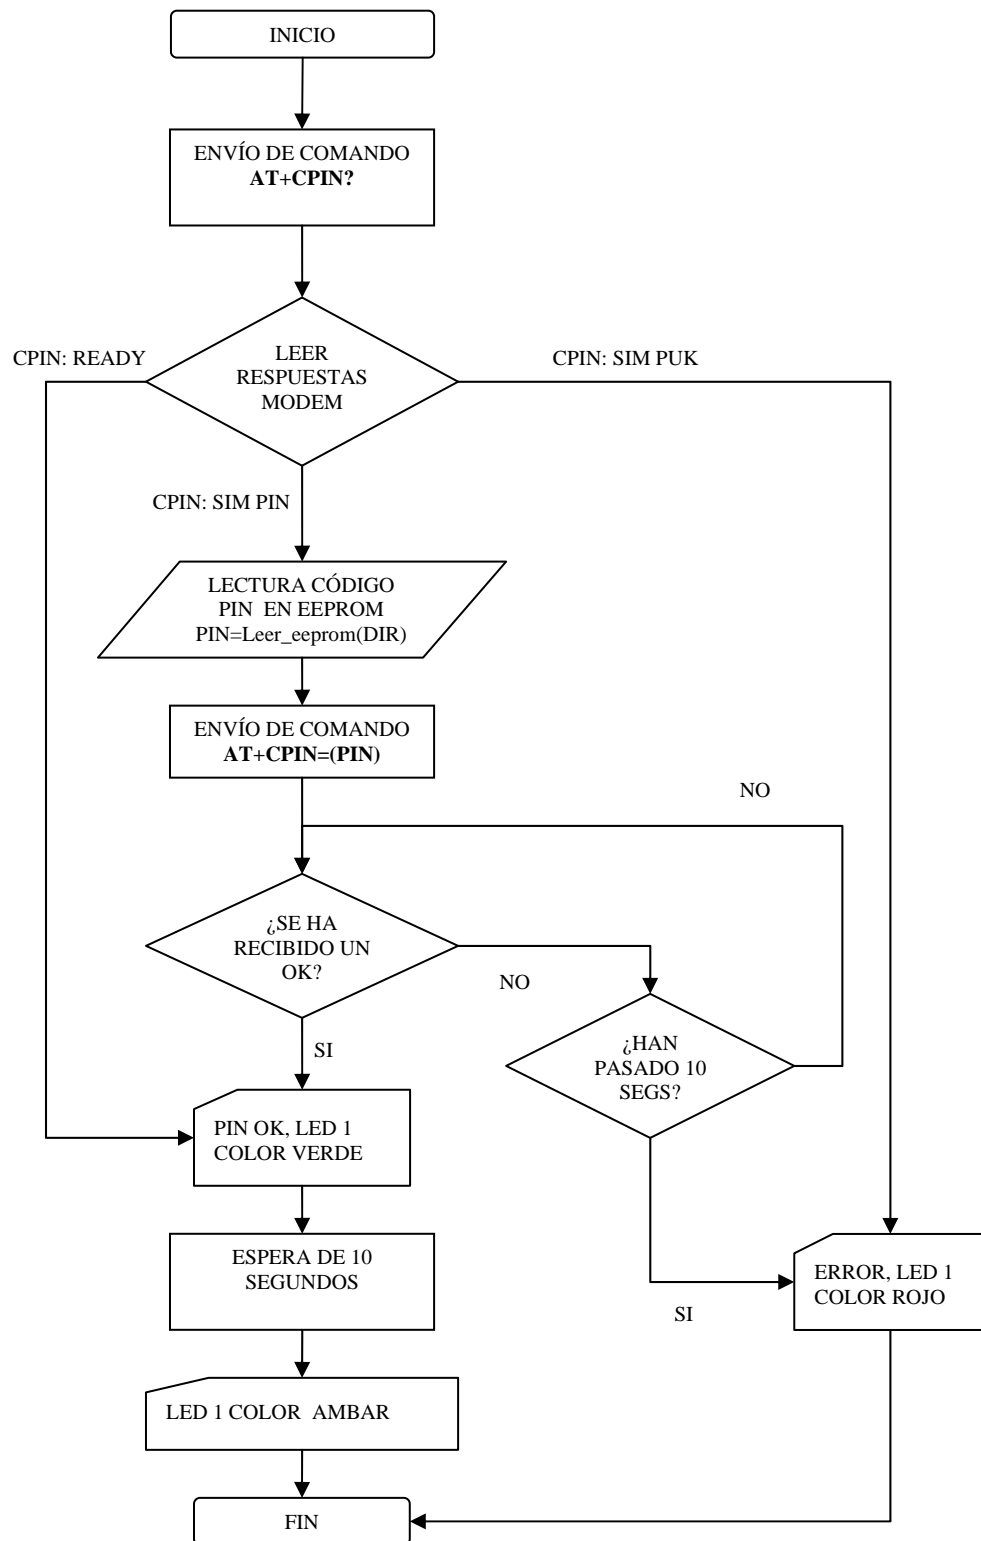 INICIO
ENVÍO DE COMANDO
AT+CPIN?
LEER
RESPUESTAS
MODEM
CPIN: READY
CPIN: SIM PUK
CPIN: SIM PIN
LECTURA CÓDIGO
PIN EN EEPROM
PIN=Leer_eeprom(DIR)
ENVÍO DE COMANDO
AT+CPIN=(PIN)
NO
¿SE HA
RECIBIDO UN
OK?
NO
SI
¿HAN
PASADO 10
SEGS?
PIN OK, LED 1
COLOR VERDE
ESPERA DE 10
SEGUNDOS
ERROR, LED 1
COLOR ROJO
SI
LED 1 COLOR AMBAR
FIN